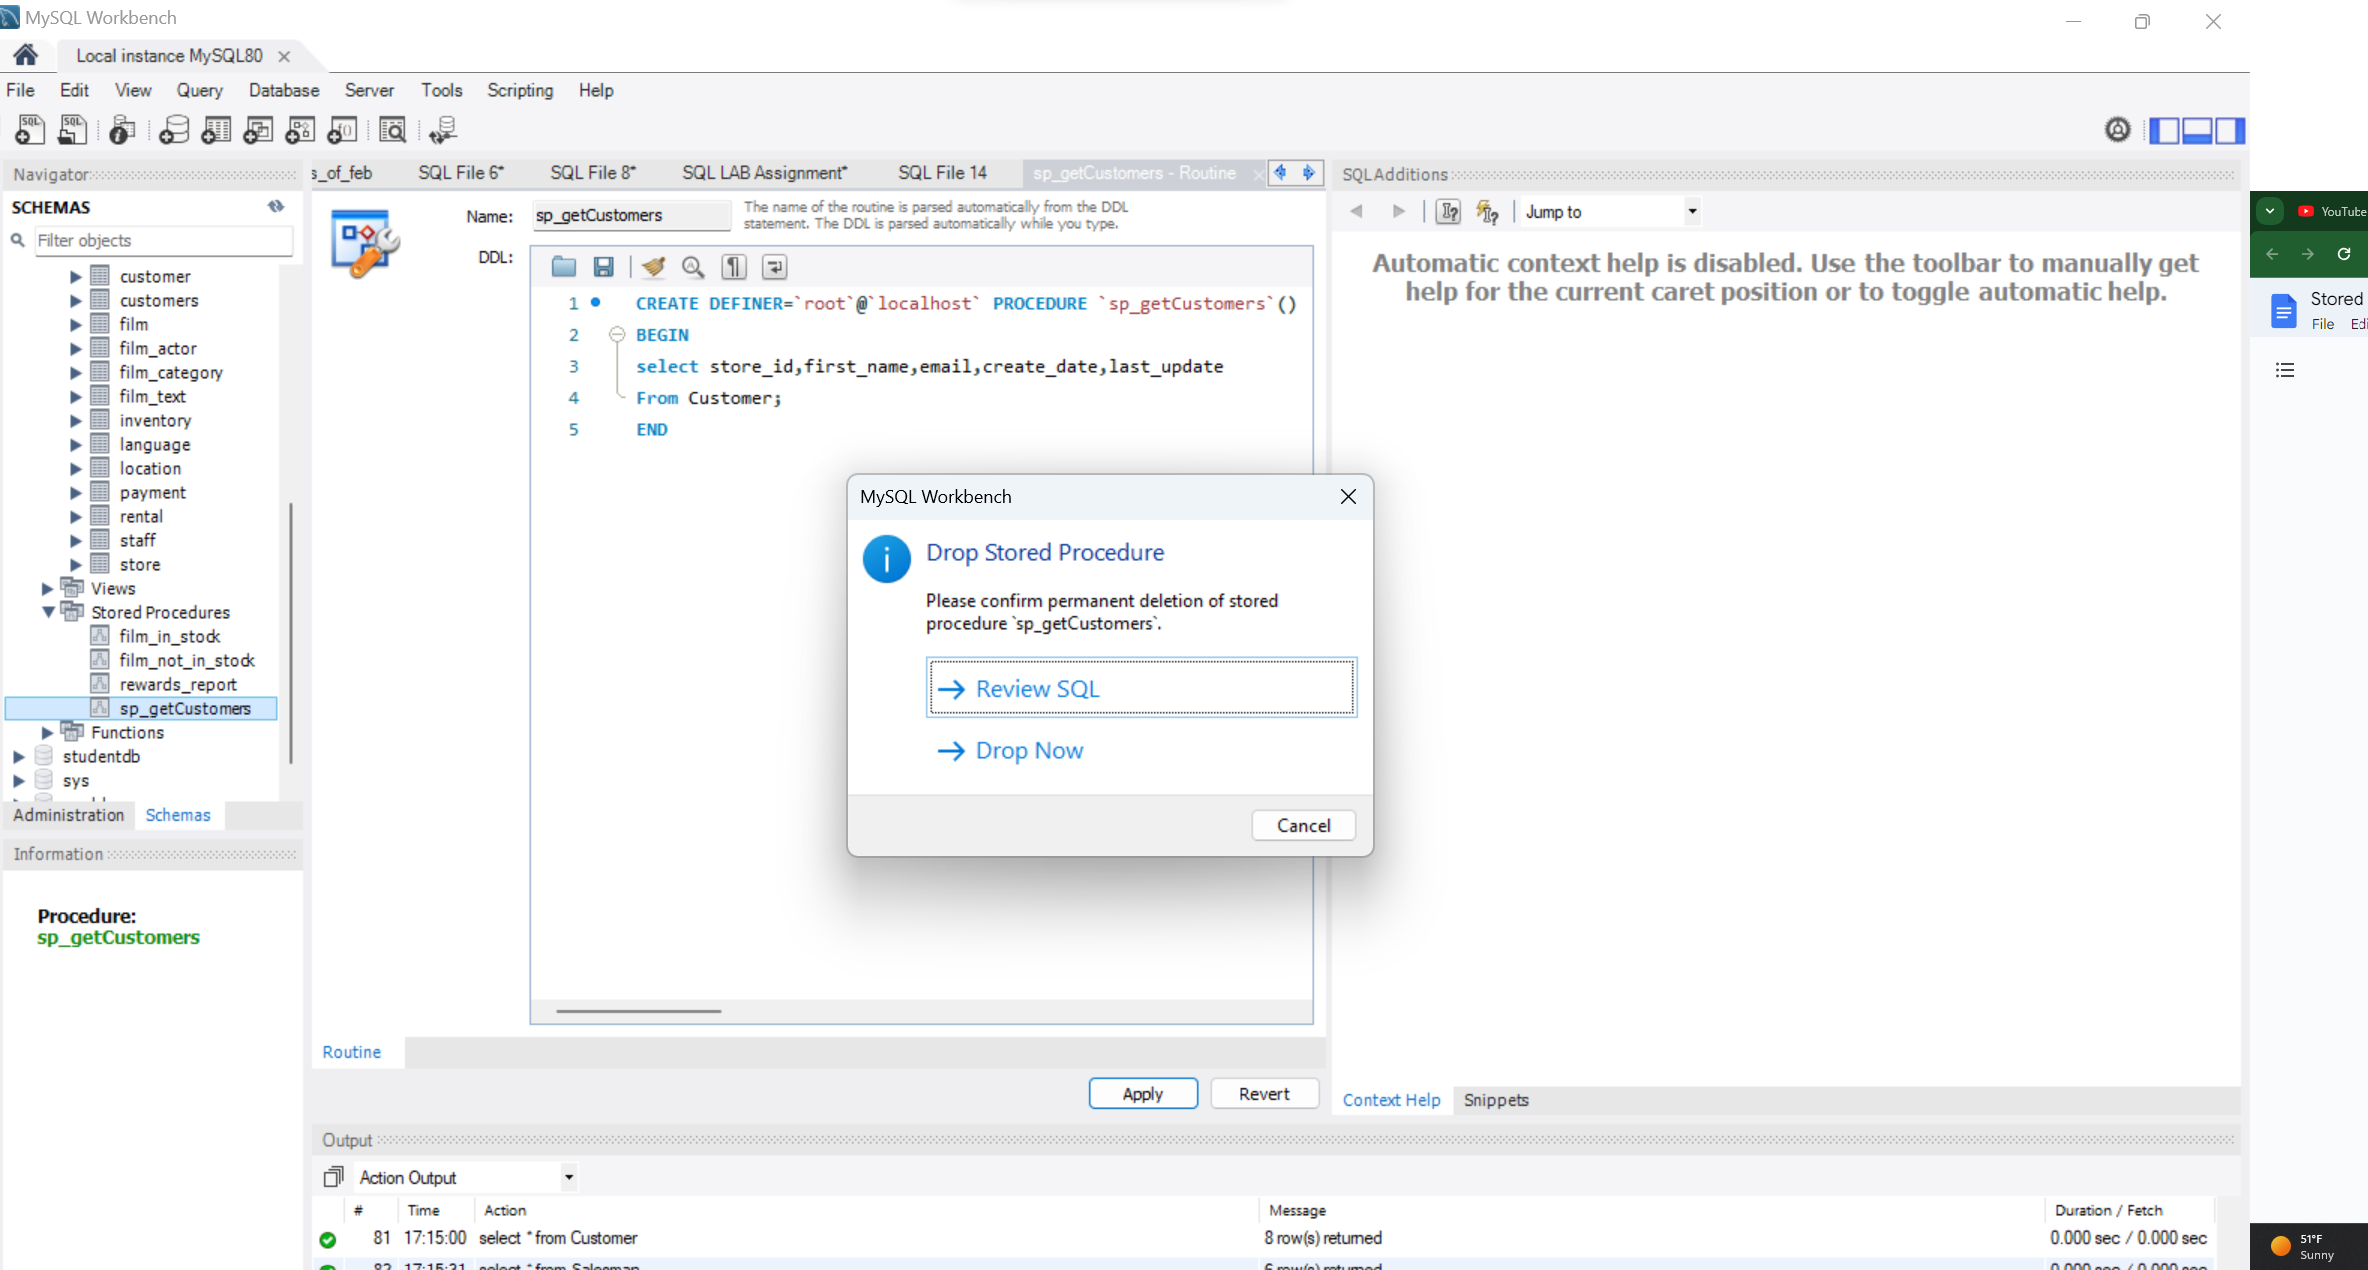 MySQL Workbench
Local instance MySQL80
File Edit View Query Database Server Tools Scripting Help
Navigator
SCHEMAS
Filter objects
customer
customers
film
film_actor
film_category
film_text
inventory
language
location
payment
rental
staff
store
Views
Stored Procedures
film_in_stock
film_not_in_stock
rewards_report
sp_getCustomers
Functions
studentdb
sys
Administration Schemas
Information
Procedure:
sp_getCustomers
s_of_feb SQL File 6* SQL File 8* SQL LAB Assignment* SQL File 14 sp_getCustomers - Routine
Name: sp_getCustomers
The name of the routine is parsed automatically from the DDL
statement. The DDL is parsed automatically while you type.
DDL:
1 CREATE DEFINER=`root`@`localhost` PROCEDURE `sp_getCustomers`()
2 BEGIN
3 select store_id,first_name,email,create_date,last_update
4 From Customer;
5 END
MySQL Workbench
Drop Stored Procedure
Please confirm permanent deletion of stored
procedure `sp_getCustomers`.
Review SQL
Drop Now
Cancel
Routine
Apply Revert
SQLAdditions
Jump to
Automatic context help is disabled. Use the toolbar to manually get
help for the current caret position or to toggle automatic help.
Context Help Snippets
Output
Action Output
# Time Action Message Duration / Fetch
81 17:15:00 select * from Customer 8 row(s) returned 0.000 sec / 0.000 sec
82 17:15:31 select * from Salesman 6 row(s) returned 0.000 sec / 0.000 sec
YouTube
Stored
File Edi
51°F
Sunny